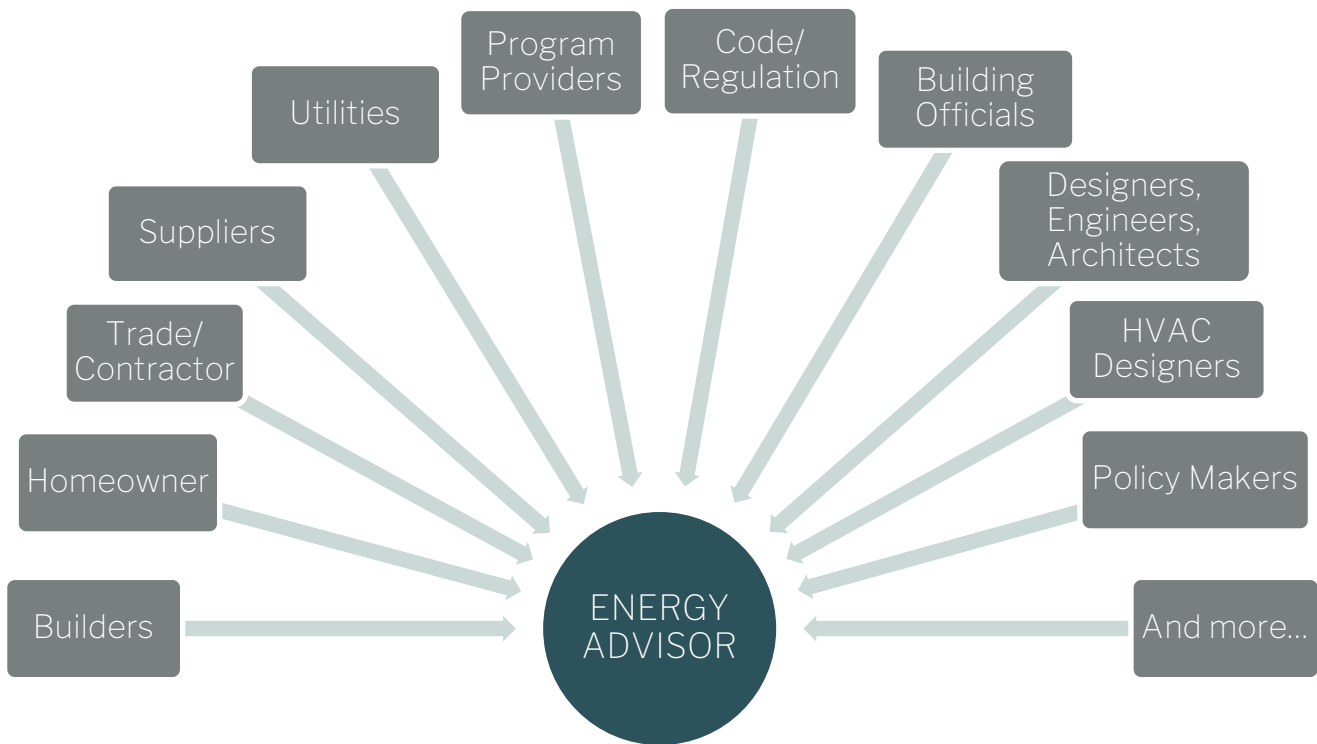 Program
Providers
Code/
Regulation
Utilities
Building
Officials
Suppliers
Designers,
Engineers,
Architects
Trade/
Contractor
HVAC
Designers
Homeowner
Policy Makers
Builders
ENERGY
ADVISOR
And more...